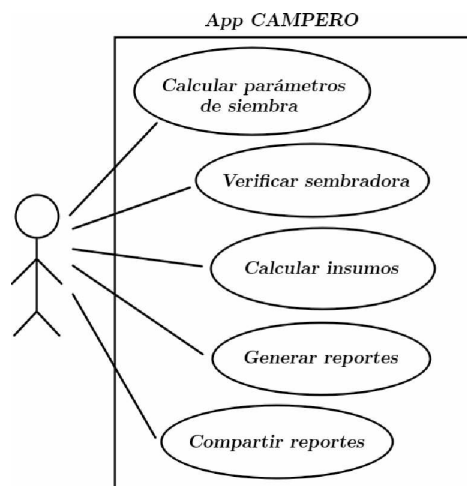 App CAMPERO
Calcular parámetros
de siembra
Verificar sembradora
Calcular insumos
Generar reportes
Compartir reportes